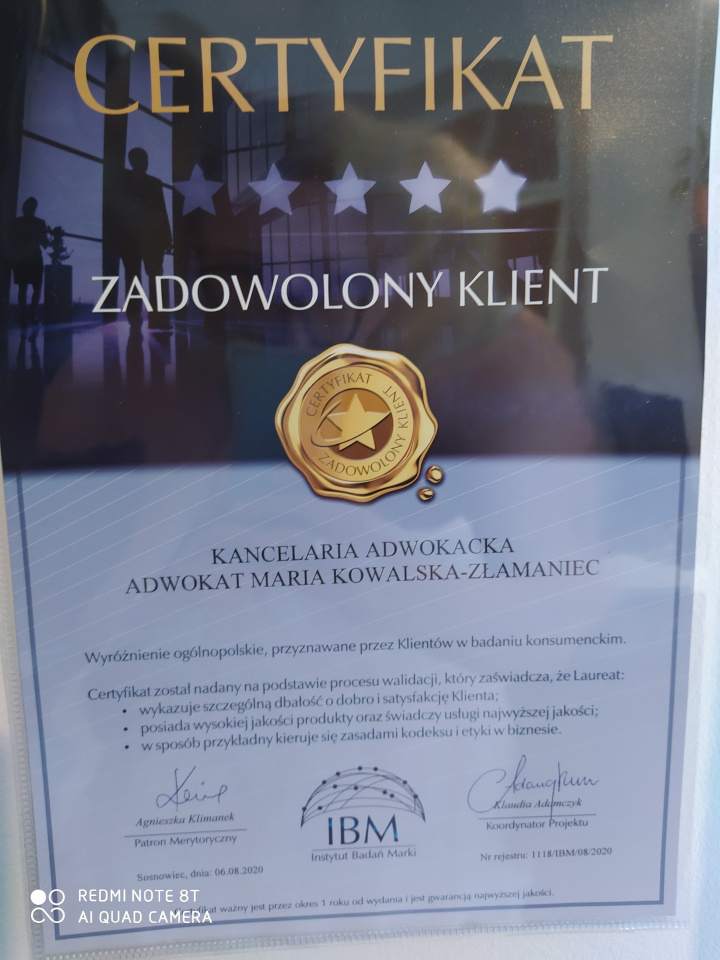 CERTYFIKAT
ZADOWOLONY KLIENT
CERTYFIKAT
ZADOWOLONY KLIENT
KANCELARIA ADWOKACKA
ADWOKAT MARIA KOWALSKA-ZŁAMANIEC
Wyróżnienie ogólnopolskie, przyznawane przez Klientów w badaniu konsumenckim.
Certyfikat został nadany na podstawie procesu walidacji, który zaświadcza, że Laureat:
• wykazuje szczególną dbałość o dobro i satysfakcję Klienta;
• posiada wysokiej jakości produkty oraz świadczy usługi najwyższej jakości;
• w sposób przykładny kieruje się zasadami kodeksu i etyki w biznesie.
Agnieszka Klimanek
Patron Merytoryczny
IBM
Instytut Badań Marki
Klaudia Adamczyk
Koordynator Projektu
Sosnowiec, dnia: 06.08.2020
Nr rejestru: 1118/IBM/08/2020
ważny jest przez okres 1 roku od wydania i jest gwarancją najwyższej jakości.
REDMI NOTE 8T
AI QUAD CAMERA